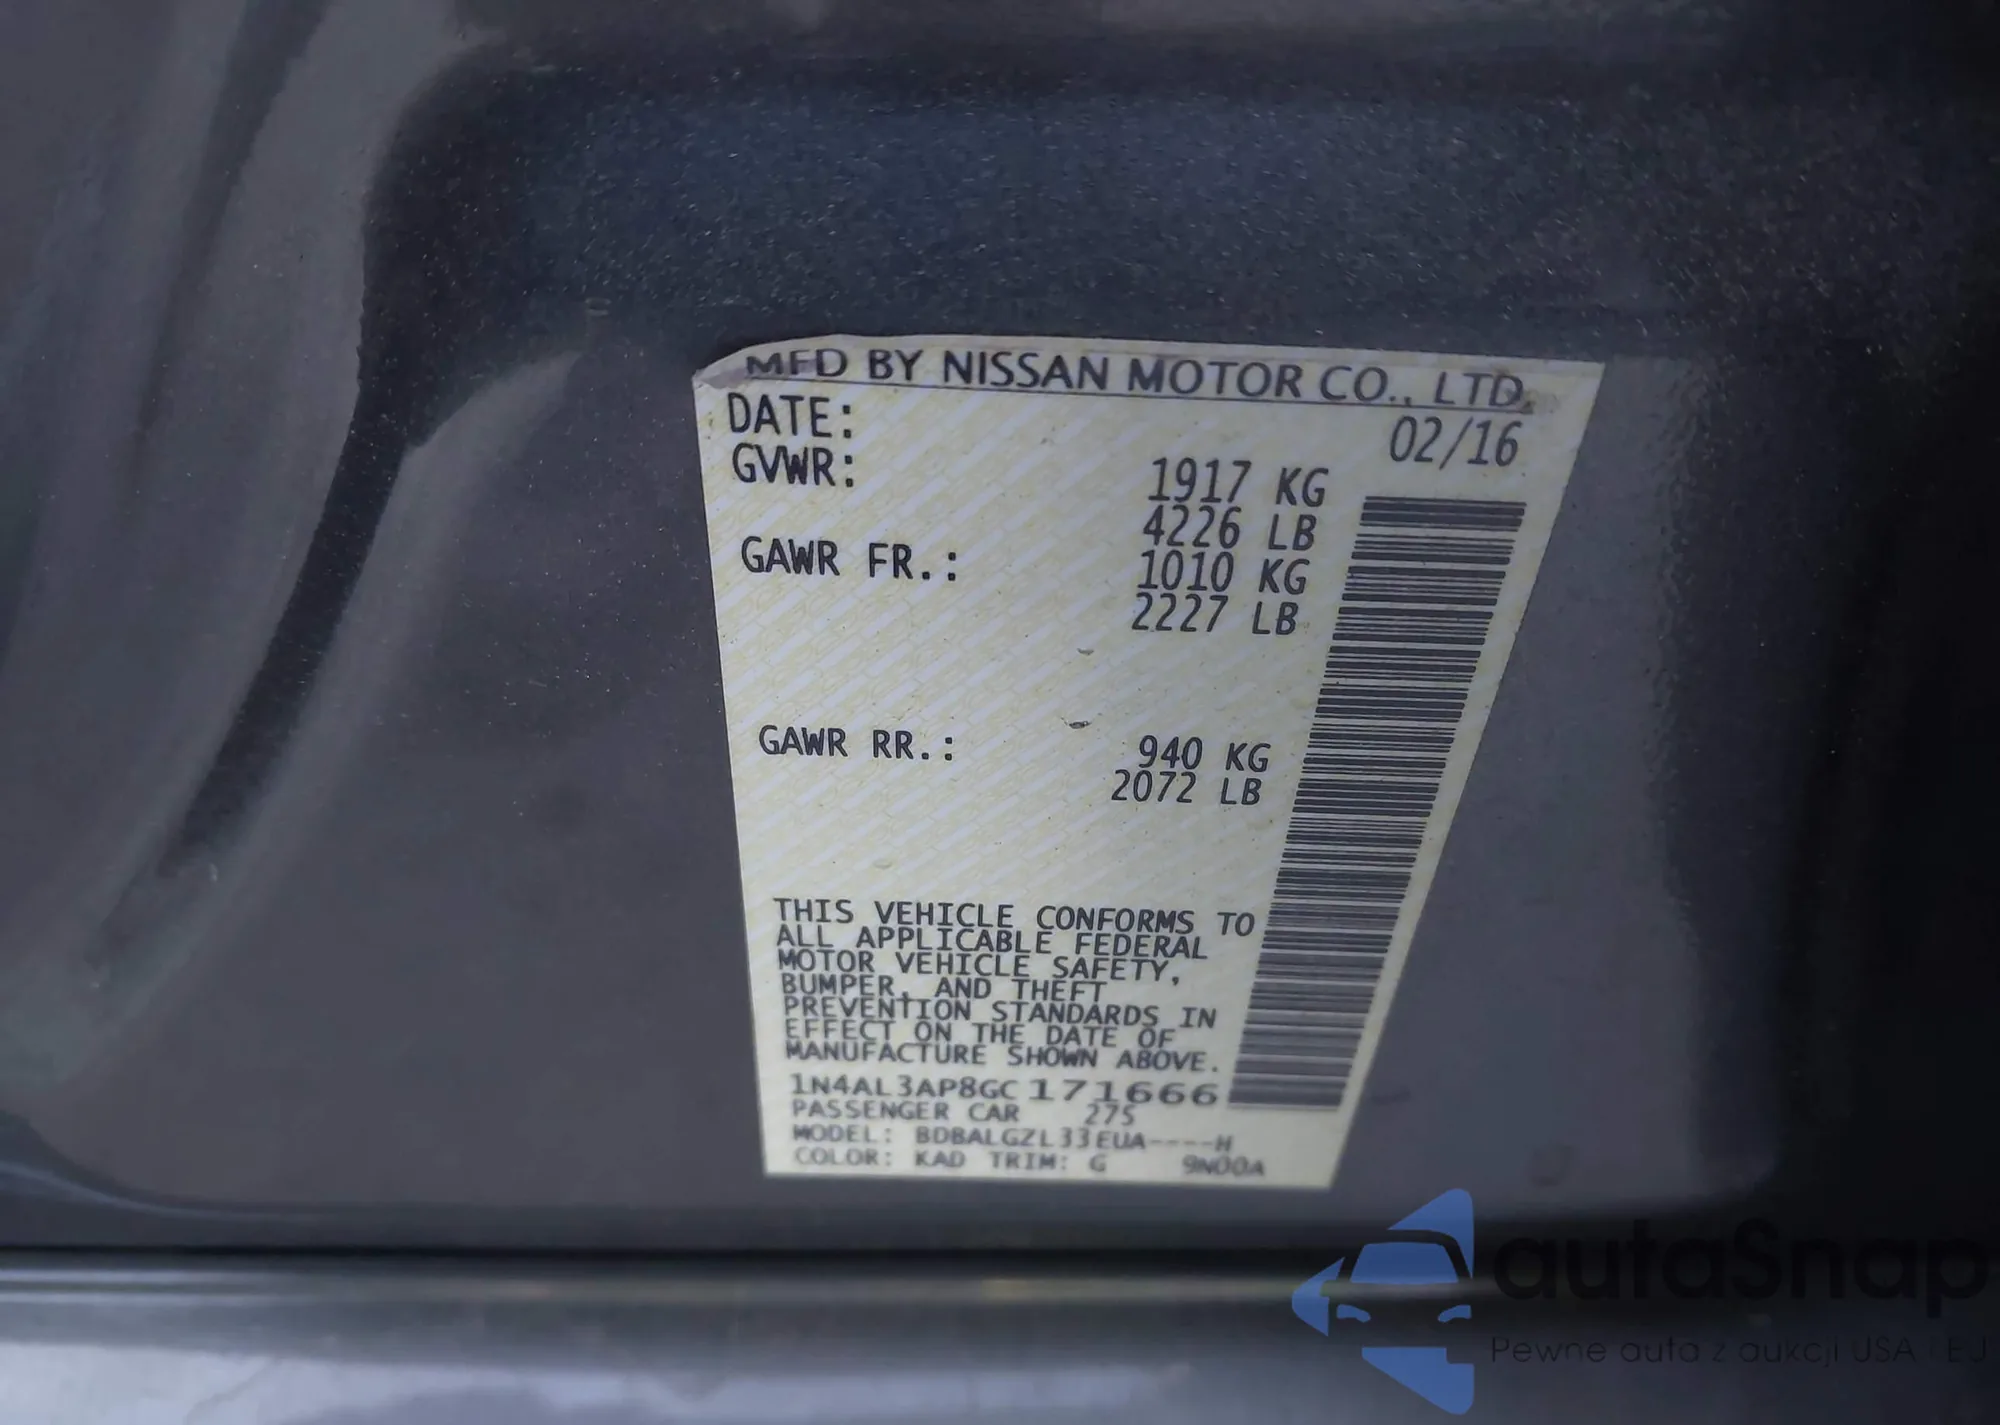 MFD BY NISSAN MOTOR CO., LTD.
DATE: 02/16
GVWR: 1917 KG
4226 LB
GAWR FR.: 1010 KG
2227 LB
GAWR RR.: 940 KG
2072 LB
THIS VEHICLE CONFORMS TO
ALL APPLICABLE FEDERAL
MOTOR VEHICLE SAFETY,
BUMPER, AND THEFT
PREVENTION STANDARDS IN
EFFECT ON THE DATE OF
MANUFACTURE SHOWN ABOVE.
1N4AL3AP8GC171666
PASSENGER CAR 275
MODEL: BDBALGZL33EUA----H
COLOR: KAD TRIM: G 9N00A
autaSnap
Pewne auta z aukcji USA i EU